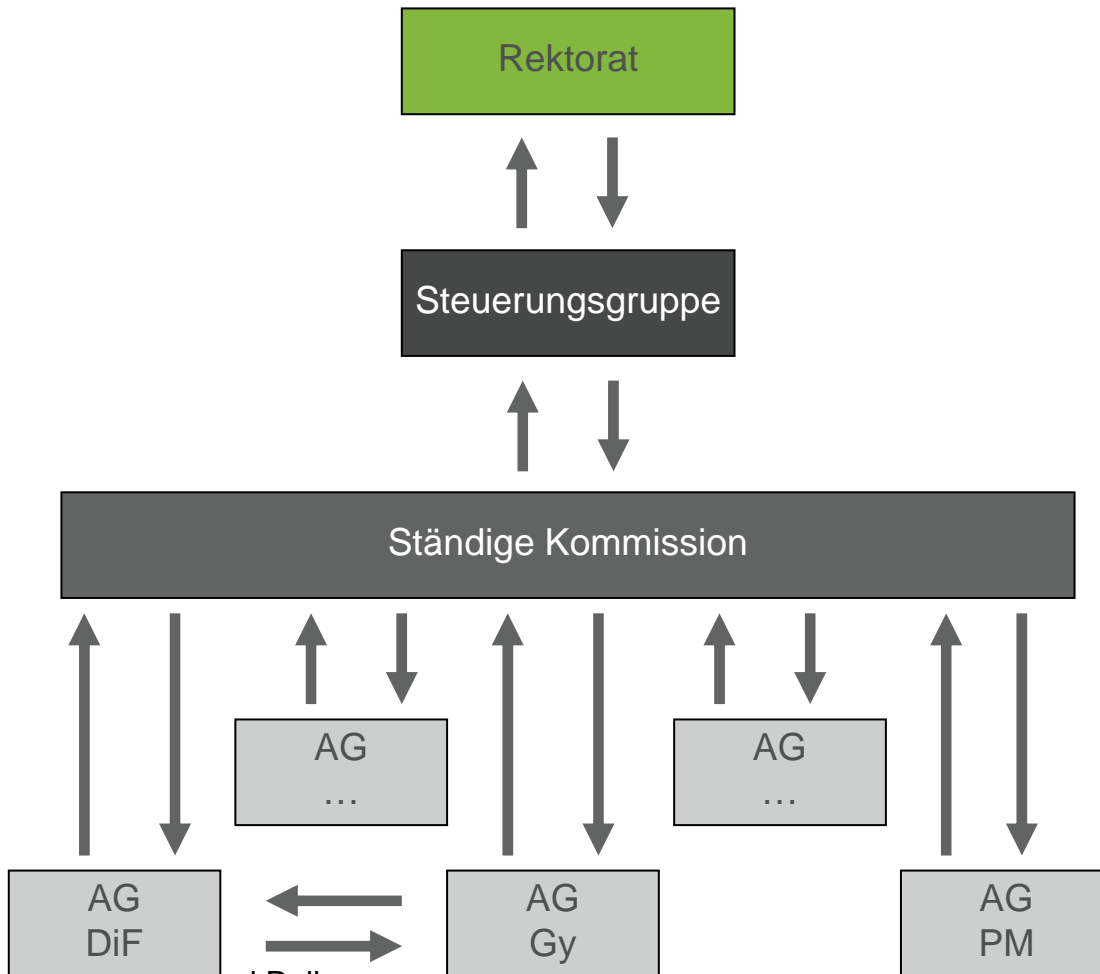 Rektorat
Steuerungsgruppe
Ständige Kommission
AG
…
AG
…
AG
DiF
AG
Gy
AG
PM